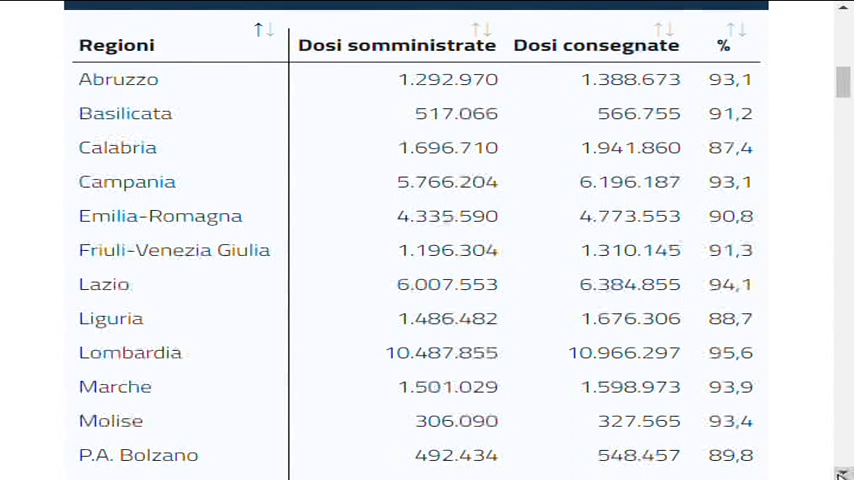 Regioni Dosi somministrate Dosi consegnate %
Abruzzo 1.292.970 1.388.673 93,1
Basilicata 517.066 566.755 91,2
Calabria 1.696.710 1.941.860 87,4
Campania 5.766.204 6.196.187 93,1
Emilia-Romagna 4.335.590 4.773.553 90,8
Friuli-Venezia Giulia 1.196.304 1.310.145 91,3
Lazio 6.007.553 6.384.855 94,1
Liguria 1.486.482 1.676.306 88,7
Lombardia 10.487.855 10.966.297 95,6
Marche 1.501.029 1.598.973 93,9
Molise 306.090 327.565 93,4
P.A. Bolzano 492.434 548.457 89,8